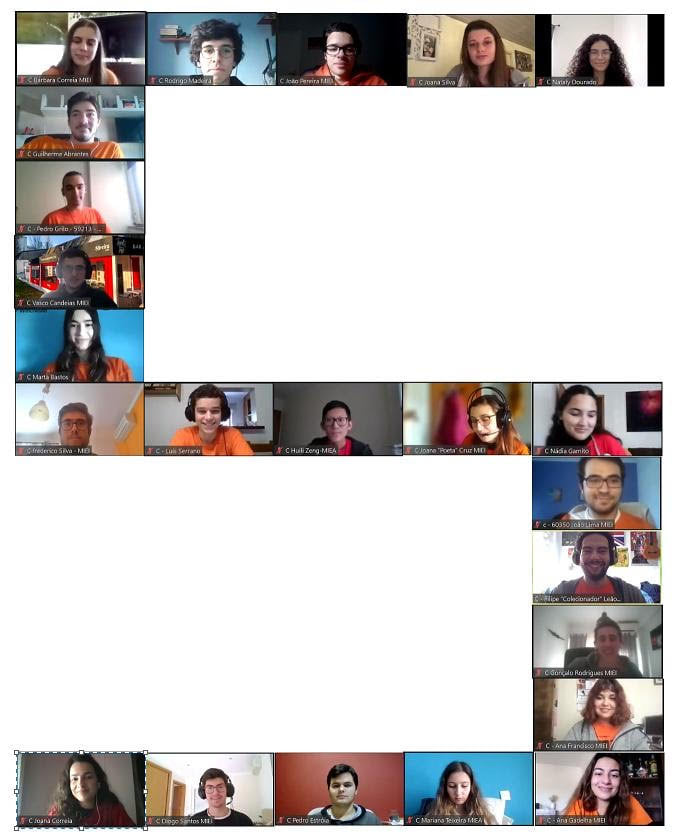 C Bárbara Correia MIEI
C Rodrigo Madeira
C João Pereira MIEI
C Joana Silva
C Nataly Dourado
C Guilherme Abrantes
C - Pedro Grilo - 59213 - ...
C Vasco Candeias MIEI
C Marta Bastos
C frederico Silva - MIEI
C - Luís Serrano
C Huili Zeng-MIEA
C Joana "Poeta" Cruz MIEI
C Nádia Gamito
c - 60350 João Lima MIEI
C - Filipe "Colecionador" Leão...
C Gonçalo Rodrigues MIEI
C - Ana Francisco MIEI
C Joana Correia
C Diogo Santos MIEI
C Pedro Estróia
C Mariana Teixeira MIEA
C - Ana Gadelha MIEI